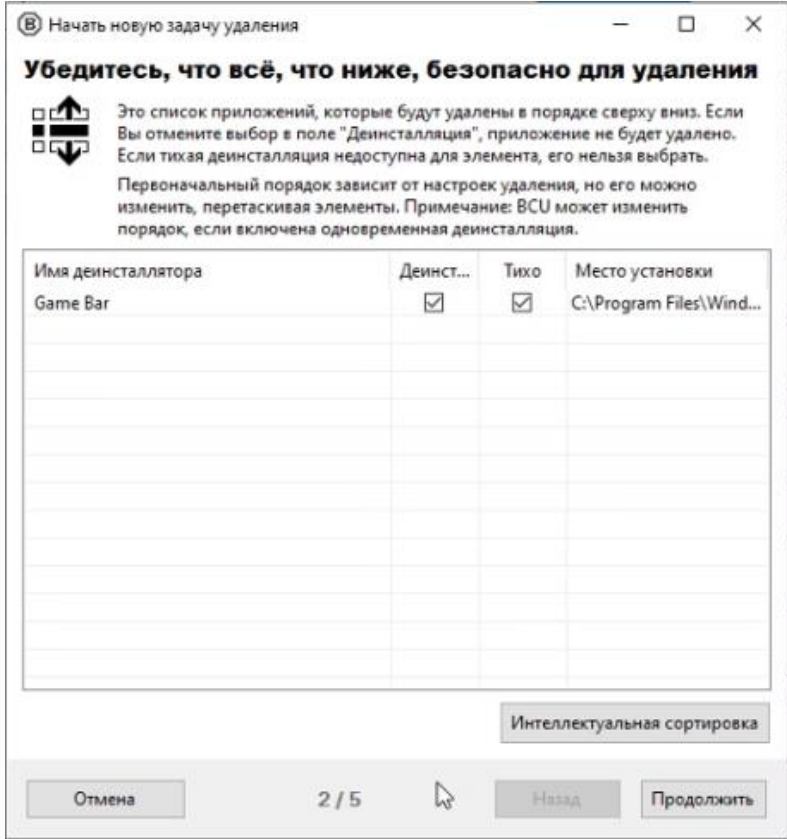 B Начать новую задачу удаления
Убедитесь, что всё, что ниже, безопасно для удаления
Это список приложений, которые будут удалены в порядке сверху вниз. Если
Вы отмените выбор в поле "Деинсталляция", приложение не будет удалено.
Если тихая деинсталляция недоступна для элемента, его нельзя выбрать.
Первоначальный порядок зависит от настроек удаления, но его можно
изменить, перетаскивая элементы. Примечание: BCU может изменить
порядок, если включена одновременная деинсталляция.
Имя деинсталлятора Деинст... Тихо Место установки
Game Bar C:\Program Files\Wind...
Интеллектуальная сортировка
Отмена 2 / 5 Назад Продолжить